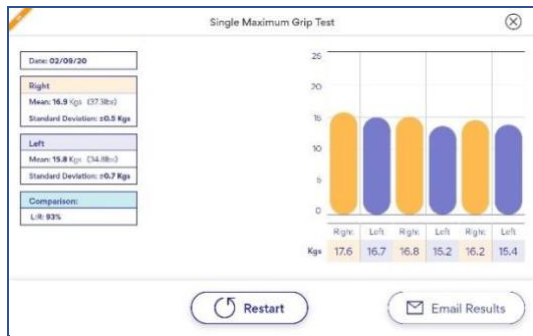 Single Maximum Grip Test
Date: 02/09/20
Right
Mean: 16.9 Kgs (37.3lbs)
Standard Deviation: ±0.5 Kgs
Left
Mean: 15.8 Kgs (34.8lbs)
Standard Deviation: ±0.7 Kgs
Comparison:
L:R: 93%
25
20
15
10
5
0
Right Left Right Left Right Left
Kgs 17.6 16.7 16.8 15.2 16.2 15.4
Restart
Email Results